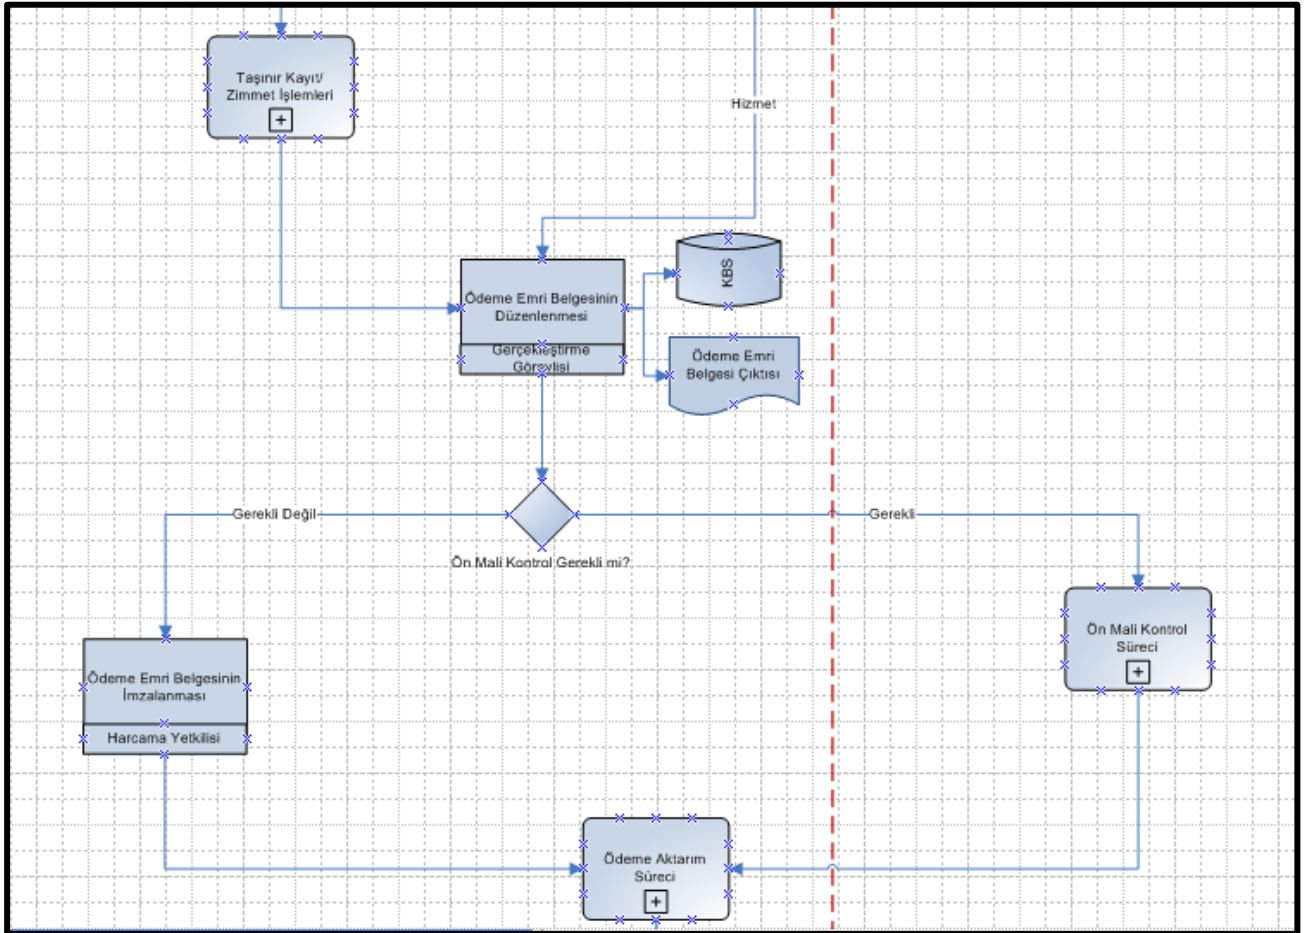 Taşınır Kayıt/
Zimmet İşlemleri
Hizmet
KBS
Ödeme Emri Belgesinin
Düzenlenmesi
Gerçekleştirme
Görevlisi
Ödeme Emri
Belgesi Çıktısı
Gerekli Değil
Gerekli
Ön Mali Kontrol Gerekli mi?
Ön Mali Kontrol
Süreci
Ödeme Emri Belgesinin
İmzalanması
Harcama Yetkilisi
Ödeme Aktarım
Süreci